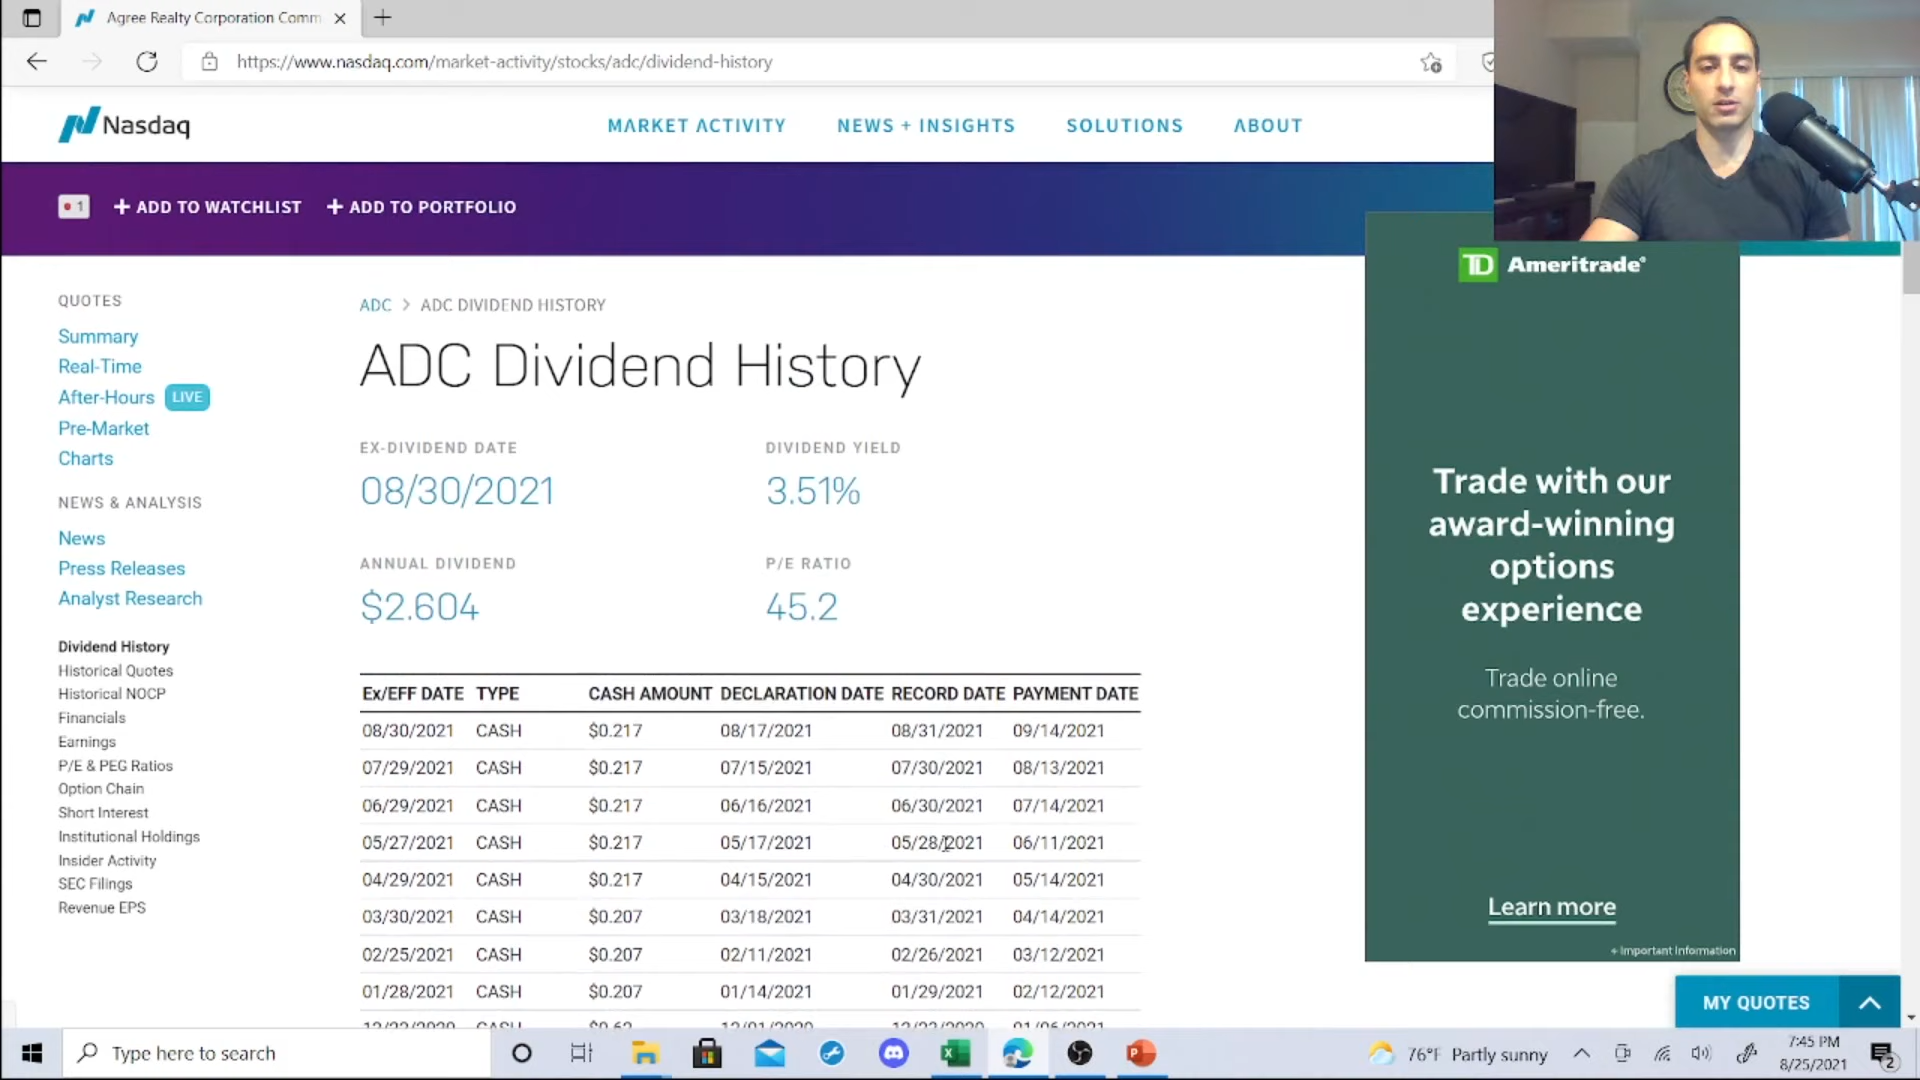 Agree Realty Corporation Comm
https://www.nasdaq.com/market-activity/stocks/adc/dividend-history
Nasdaq
MARKET ACTIVITY
NEWS + INSIGHTS
SOLUTIONS
ABOUT
1
+ ADD TO WATCHLIST
+ ADD TO PORTFOLIO
QUOTES
Summary
Real-Time
After-Hours LIVE
Pre-Market
Charts
NEWS & ANALYSIS
News
Press Releases
Analyst Research
Dividend History
Historical Quotes
Historical NOCP
Financials
Earnings
P/E & PEG Ratios
Option Chain
Short Interest
Institutional Holdings
Insider Activity
SEC Filings
Revenue EPS
ADC > ADC DIVIDEND HISTORY
ADC Dividend History
EX-DIVIDEND DATE
08/30/2021
DIVIDEND YIELD
3.51%
ANNUAL DIVIDEND
$2.604
P/E RATIO
45.2
Ex/EFF DATE TYPE CASH AMOUNT DECLARATION DATE RECORD DATE PAYMENT DATE
08/30/2021 CASH $0.217 08/17/2021 08/31/2021 09/14/2021
07/29/2021 CASH $0.217 07/15/2021 07/30/2021 08/13/2021
06/29/2021 CASH $0.217 06/16/2021 06/30/2021 07/14/2021
05/27/2021 CASH $0.217 05/17/2021 05/28/2021 06/11/2021
04/29/2021 CASH $0.217 04/15/2021 04/30/2021 05/14/2021
03/30/2021 CASH $0.207 03/18/2021 03/31/2021 04/14/2021
02/25/2021 CASH $0.207 02/11/2021 02/26/2021 03/12/2021
01/28/2021 CASH $0.207 01/14/2021 01/29/2021 02/12/2021
TD Ameritrade®
Trade with our
award-winning
options
experience
Trade online
commission-free.
Learn more
+ Important Information
MY QUOTES
Type here to search
76°F Partly sunny
7:45 PM
8/25/2021
2